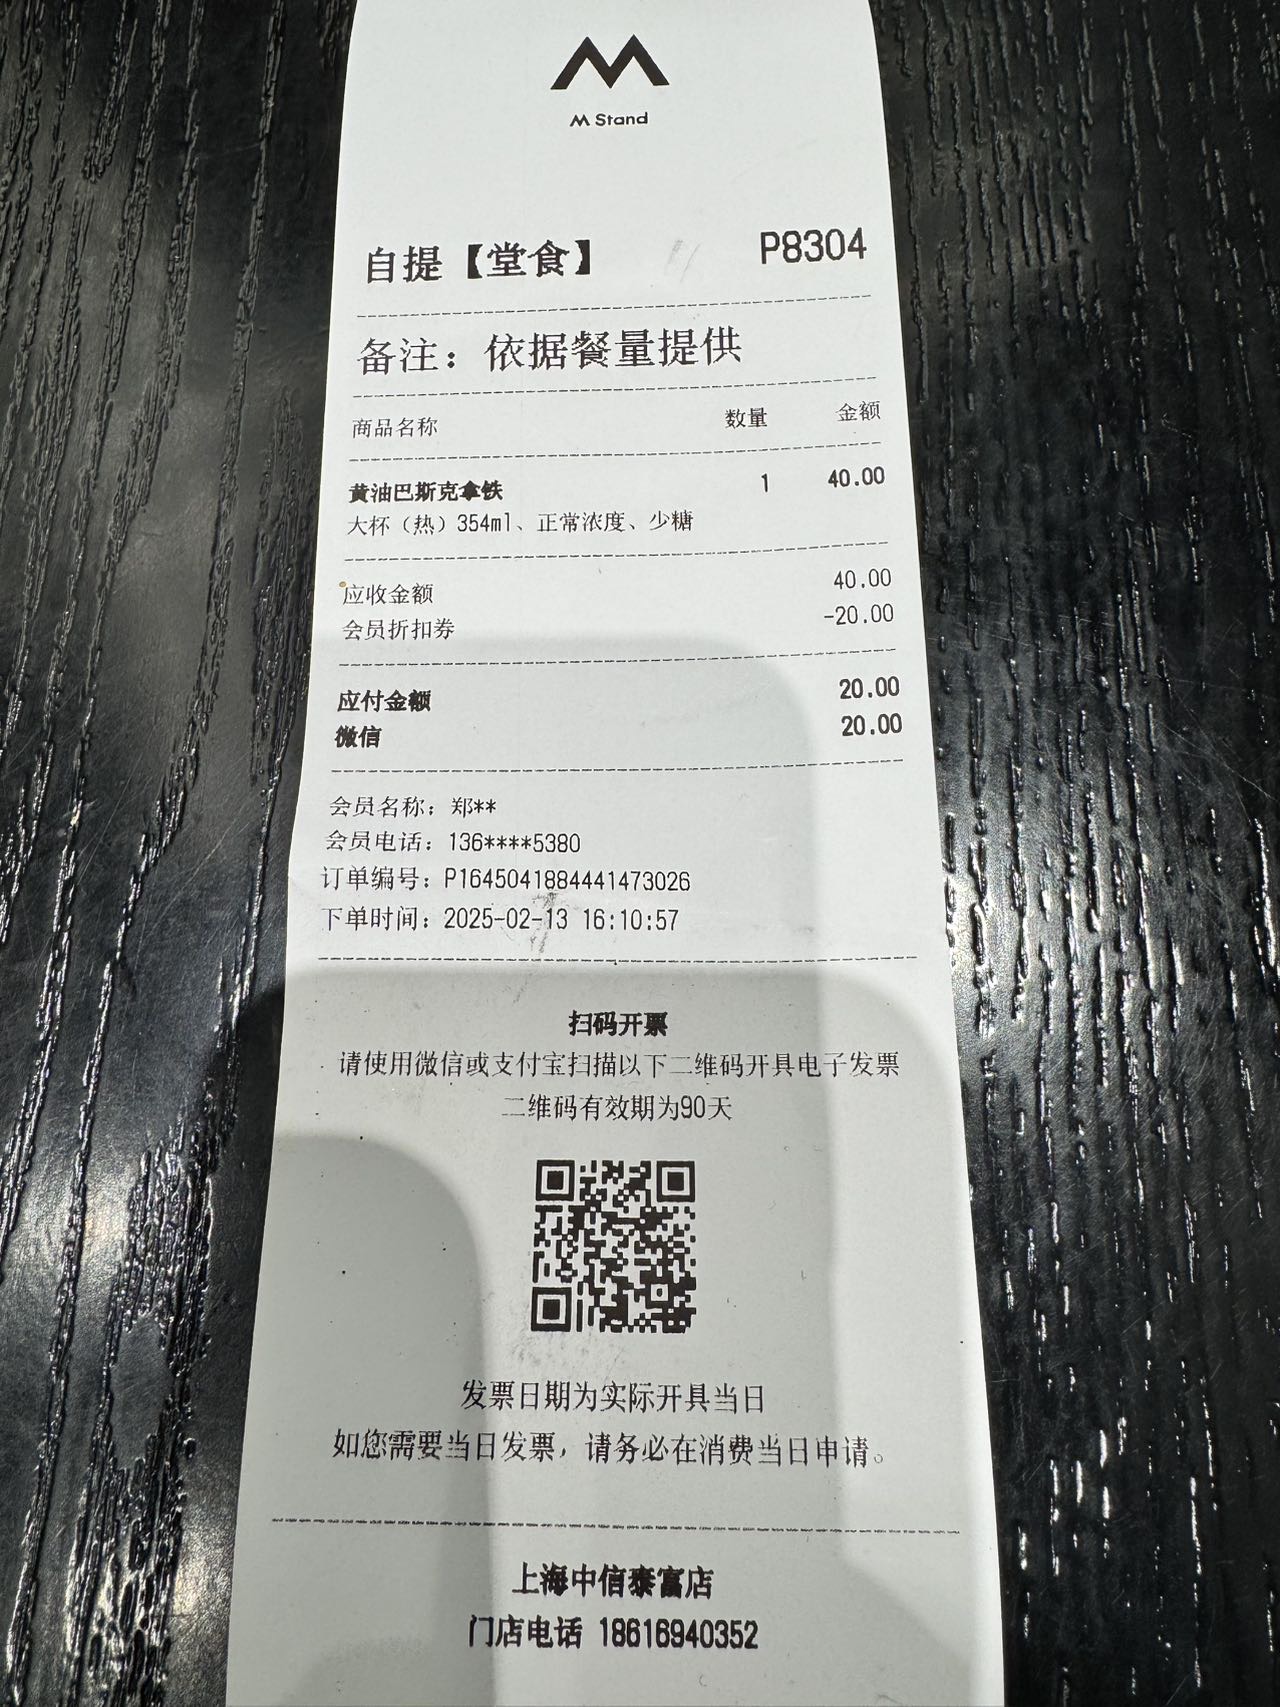 M Stand
自提【堂食】 P8304
备注：依据餐量提供
商品名称 数量 金额
黄油巴斯克拿铁 1 40.00
大杯（热）354ml、正常浓度、少糖
应收金额 40.00
会员折扣券 -20.00
应付金额 20.00
微信 20.00
会员名称：郑**
会员电话：136****5380
订单编号：P1645041884441473026
下单时间：2025-02-13 16:10:57
扫码开票
请使用微信或支付宝扫描以下二维码开具电子发票
二维码有效期为90天
发票日期为实际开具当日
如您需要当日发票，请务必在消费当日申请。
上海中信泰富店
门店电话 18616940352